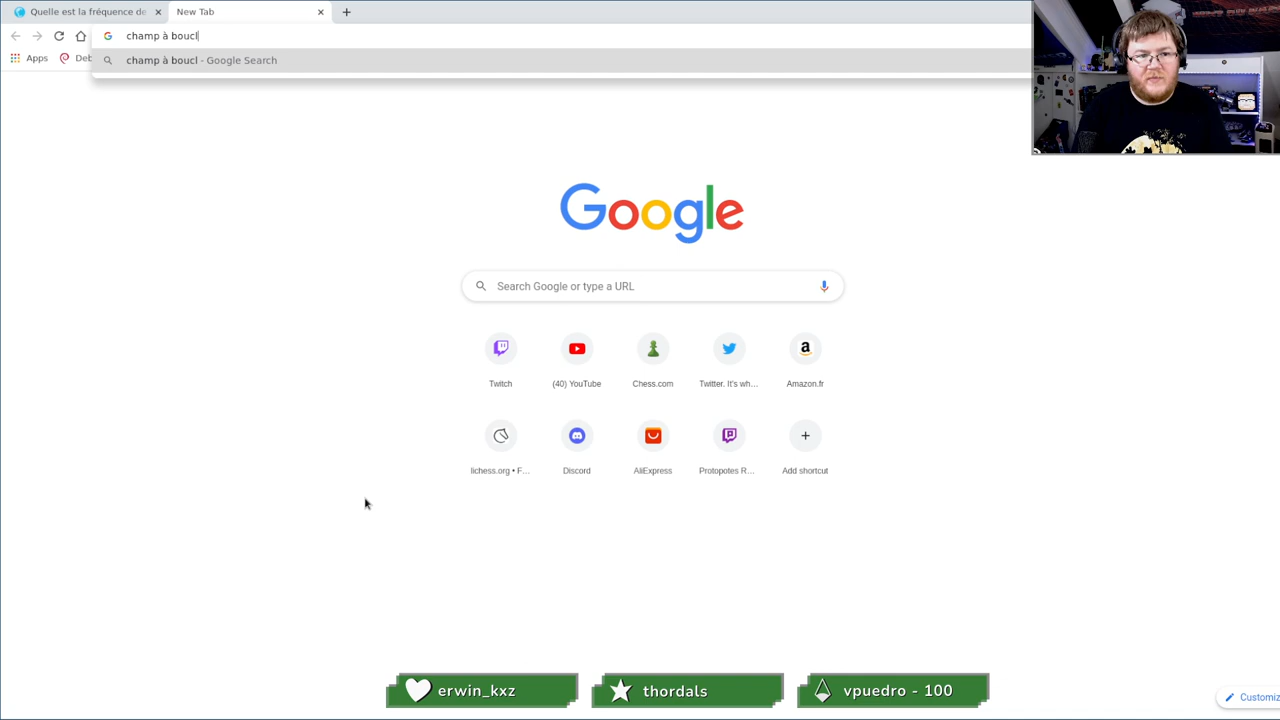 Quelle est la fréquence de
New Tab
champ à boucl
Apps
Deb
champ à boucl - Google Search
Google
Search Google or type a URL
Twitch
(40) YouTube
Chess.com
Twitter. It's wh...
Amazon.fr
lichess.org • F...
Discord
AliExpress
Protopotes R...
Add shortcut
erwin_kxz
thordals
vpuedro - 100
Customiz